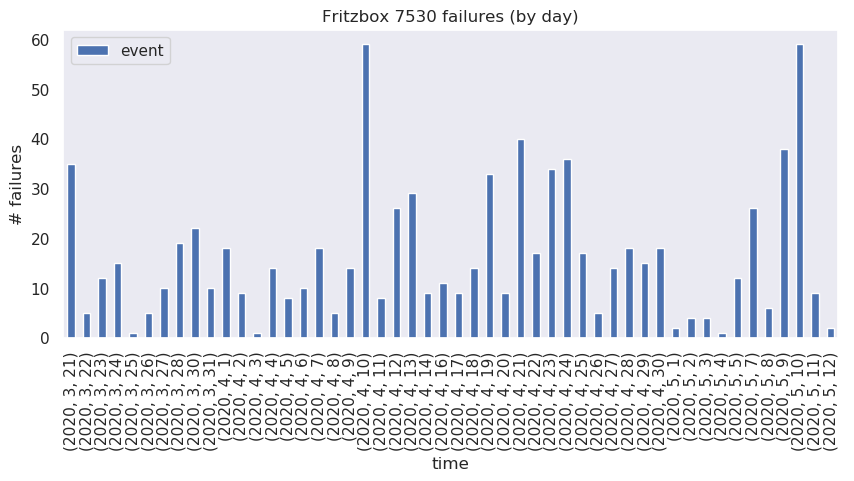 Fritzbox 7530 failures (by day)
event
# failures
60
50
40
30
20
10
0
(2020, 3, 21)
(2020, 3, 22)
(2020, 3, 23)
(2020, 3, 24)
(2020, 3, 25)
(2020, 3, 26)
(2020, 3, 27)
(2020, 3, 28)
(2020, 3, 30)
(2020, 3, 31)
(2020, 4, 1)
(2020, 4, 2)
(2020, 4, 3)
(2020, 4, 4)
(2020, 4, 5)
(2020, 4, 6)
(2020, 4, 7)
(2020, 4, 8)
(2020, 4, 9)
(2020, 4, 10)
(2020, 4, 11)
(2020, 4, 12)
(2020, 4, 13)
(2020, 4, 14)
(2020, 4, 16)
(2020, 4, 17)
(2020, 4, 18)
(2020, 4, 19)
(2020, 4, 20)
(2020, 4, 21)
(2020, 4, 22)
(2020, 4, 23)
(2020, 4, 24)
(2020, 4, 25)
(2020, 4, 26)
(2020, 4, 27)
(2020, 4, 28)
(2020, 4, 29)
(2020, 4, 30)
(2020, 5, 1)
(2020, 5, 2)
(2020, 5, 3)
(2020, 5, 4)
(2020, 5, 5)
(2020, 5, 7)
(2020, 5, 8)
(2020, 5, 9)
(2020, 5, 10)
(2020, 5, 11)
(2020, 5, 12)
time